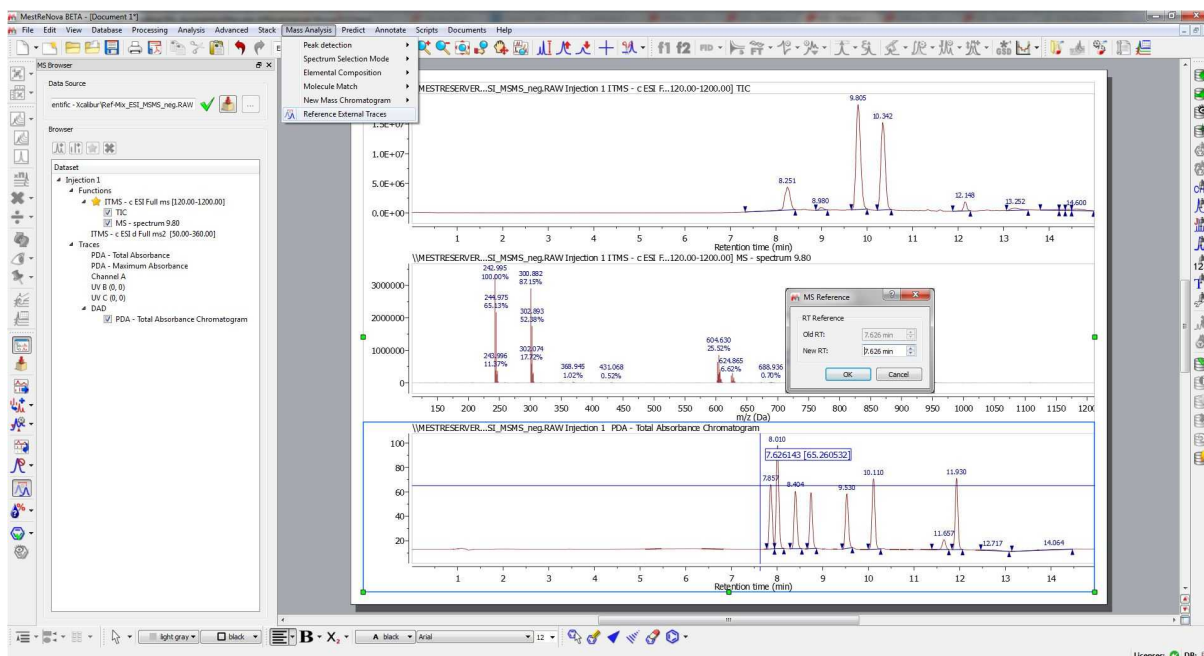 MestReNova BETA - [Document 1*]
File Edit View Database Processing Analysis Advanced Stack Mass Analysis Predict Annotate Scripts Documents Help
Peak detection
Spectrum Selection Mode
Elemental Composition
Molecule Match
New Mass Chromatogram
Reference External Traces
f1 f2
MS Browser
Data Source
entific - Xcalibur\Ref-Mix_ESI_MSMS_neg.RAW
Browser
Dataset
Injection 1
Functions
ITMS - c ESI Full ms [120.00-1200.00]
TIC
MS - spectrum 9.80
ITMS - c ESI d Full ms2 [50.00-360.00]
Traces
PDA - Total Absorbance
PDA - Maximum Absorbance
Channel A
UV B (0, 0)
UV C (0, 0)
DAD
PDA - Total Absorbance Chromatogram
\\MESTRESERVER...SI_MSMS_neg.RAW Injection 1 ITMS - c ESI F...120.00-1200.00] TIC
9.805
10.342
1.5E+07
1.0E+07
8.251
5.0E+06
8.980
12.148
13.252
14.600
0.0E+00
1 2 3 4 5 6 7 8 9 10 11 12 13 14
Retention time (min)
\\MESTRESERVER...SI_MSMS_neg.RAW Injection 1 ITMS - c ESI F...120.00-1200.00] MS - spectrum 9.80
242.995
100.00%
300.882
87.15%
3000000
244.975
65.13%
302.893
52.38%
2000000
243.996
11.37%
302.074
17.72%
604.630
25.52%
1000000
368.945
1.02%
431.068
0.52%
624.865
6.62%
688.936
0.70%
0
150 200 250 300 350 400 450 500 550 600 650 700 750 800 850 900 950 1000 1050 1100 1150 120
m/z (Da)
MS Reference
RT Reference
Old RT: 7.626 min
New RT: 7.626 min
OK Cancel
\\MESTRESERVER...SI_MSMS_neg.RAW Injection 1 PDA - Total Absorbance Chromatogram
8.010
100
7.626143 [65.260532]
80
7.857
8.404
9.530
10.110
11.930
60
40
11.657
20
12.717
14.064
1 2 3 4 5 6 7 8 9 10 11 12 13 14
Retention time (min)
light gray black B X₂ A black Arial 12
Licenses: DB: